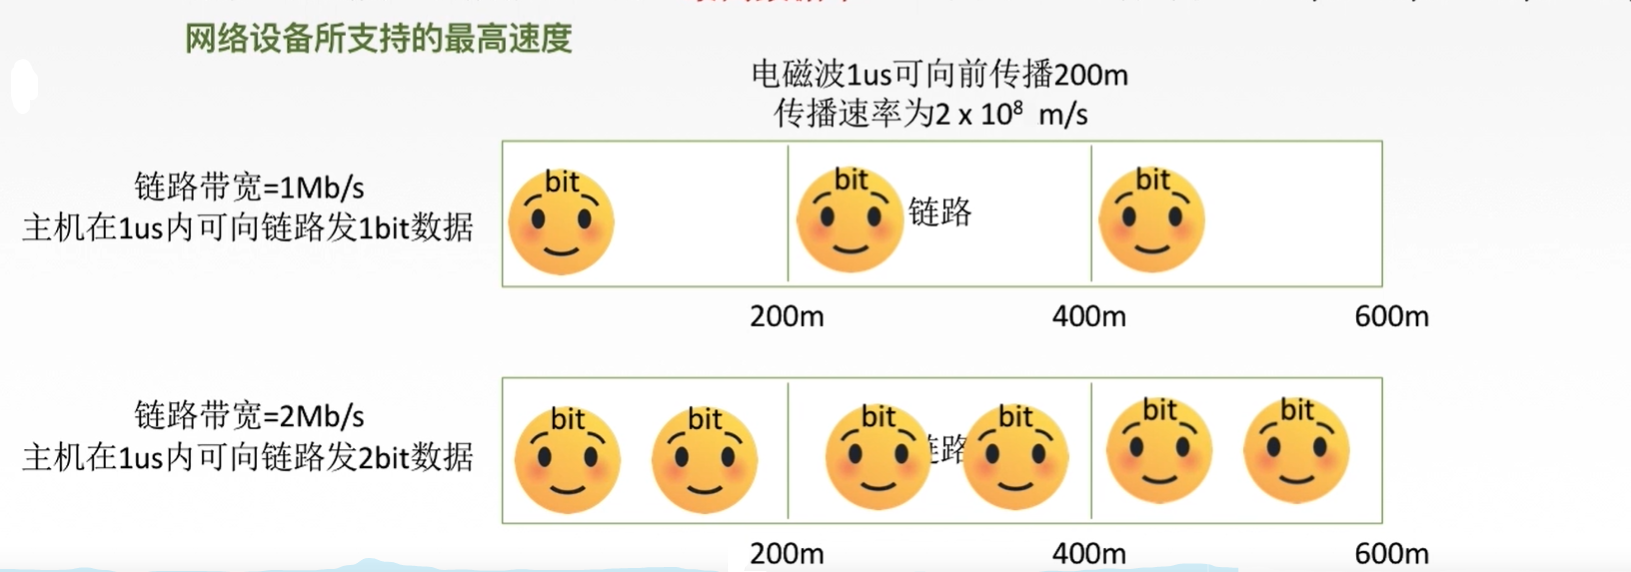 网络设备所支持的最高速度
电磁波1us可向前传播200m
传播速率为2 x 10⁸ m/s
链路带宽=1Mb/s
主机在1us内可向链路发1bit数据
bit
bit
链路
bit
200m
400m
600m
链路带宽=2Mb/s
主机在1us内可向链路发2bit数据
bit
bit
bit
路
bit
bit
bit
200m
400m
600m